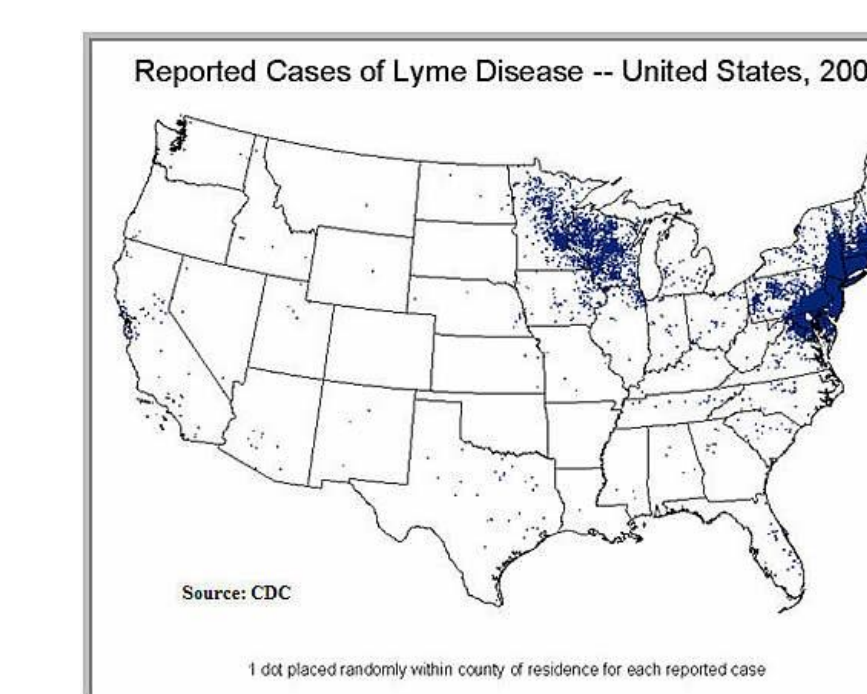 Reported Cases of Lyme Disease -- United States, 200
Source: CDC
1 dot placed randomly within county of residence for each reported case